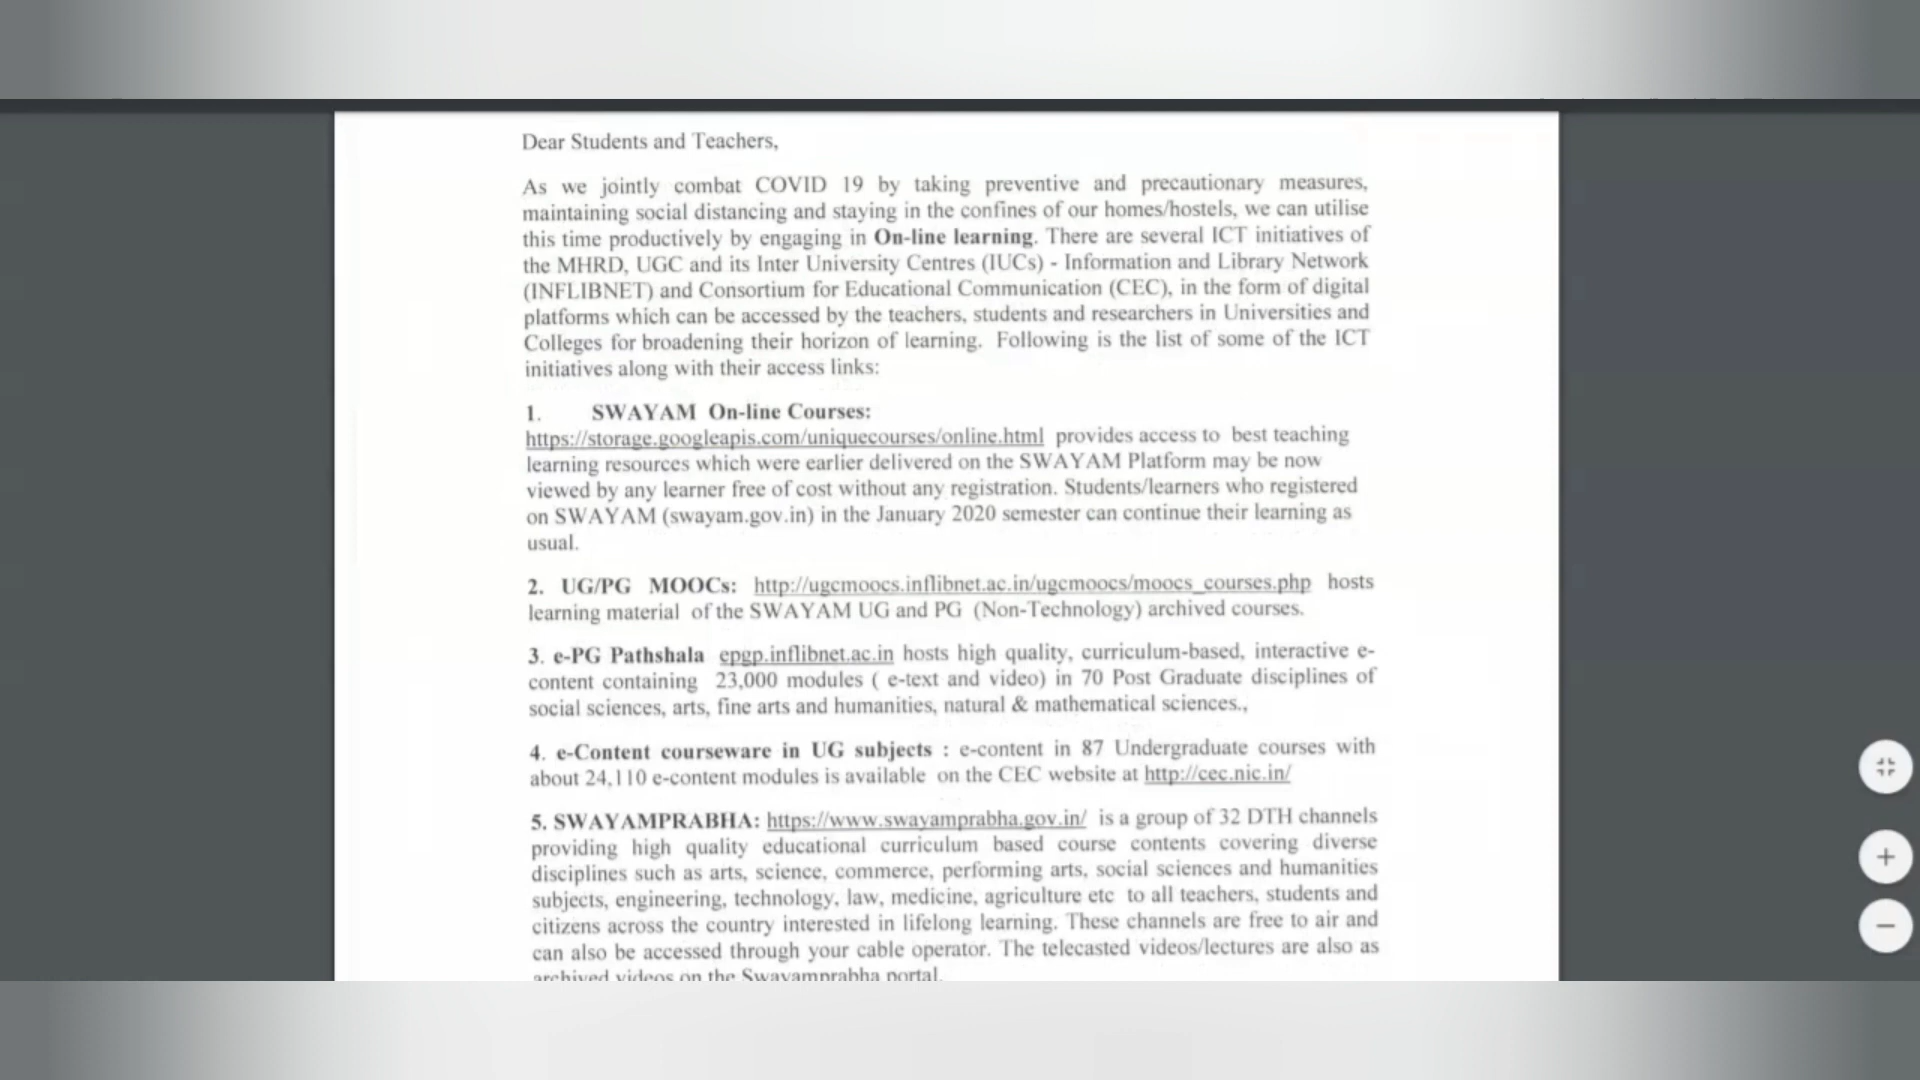 Dear Students and Teachers,
As we jointly combat COVID 19 by taking preventive and precautionary measures,
maintaining social distancing and staying in the confines of our homes/hostels, we can utilise
this time productively by engaging in On-line learning. There are several ICT initiatives of
the MHRD, UGC and its Inter University Centres (IUCs) - Information and Library Network
(INFLIBNET) and Consortium for Educational Communication (CEC), in the form of digital
platforms which can be accessed by the teachers, students and researchers in Universities and
Colleges for broadening their horizon of learning. Following is the list of some of the ICT
initiatives along with their access links:
1. SWAYAM On-line Courses:
https://storage.googleapis.com/uniquecourses/online.html provides access to best teaching
learning resources which were earlier delivered on the SWAYAM Platform may be now
viewed by any learner free of cost without any registration. Students/learners who registered
on SWAYAM (swayam.gov.in) in the January 2020 semester can continue their learning as
usual.
2. UG/PG MOOCs: http://ugcmoocs.inflibnet.ac.in/ugcmoocs/moocs_courses.php hosts
learning material of the SWAYAM UG and PG (Non-Technology) archived courses.
3. e-PG Pathshala epgp.inflibnet.ac.in hosts high quality, curriculum-based, interactive e-
content containing 23,000 modules ( e-text and video) in 70 Post Graduate disciplines of
social sciences, arts, fine arts and humanities, natural & mathematical sciences.,
4. e-Content courseware in UG subjects : e-content in 87 Undergraduate courses with
about 24,110 e-content modules is available on the CEC website at http://cec.nic.in/
5. SWAYAMPRABHA: https://www.swayamprabha.gov.in/ is a group of 32 DTH channels
providing high quality educational curriculum based course contents covering diverse
disciplines such as arts, science, commerce, performing arts, social sciences and humanities
subjects, engineering, technology, law, medicine, agriculture etc to all teachers, students and
citizens across the country interested in lifelong learning. These channels are free to air and
can also be accessed through your cable operator. The telecasted videos/lectures are also as
archived videos on the Swayamprabha portal.